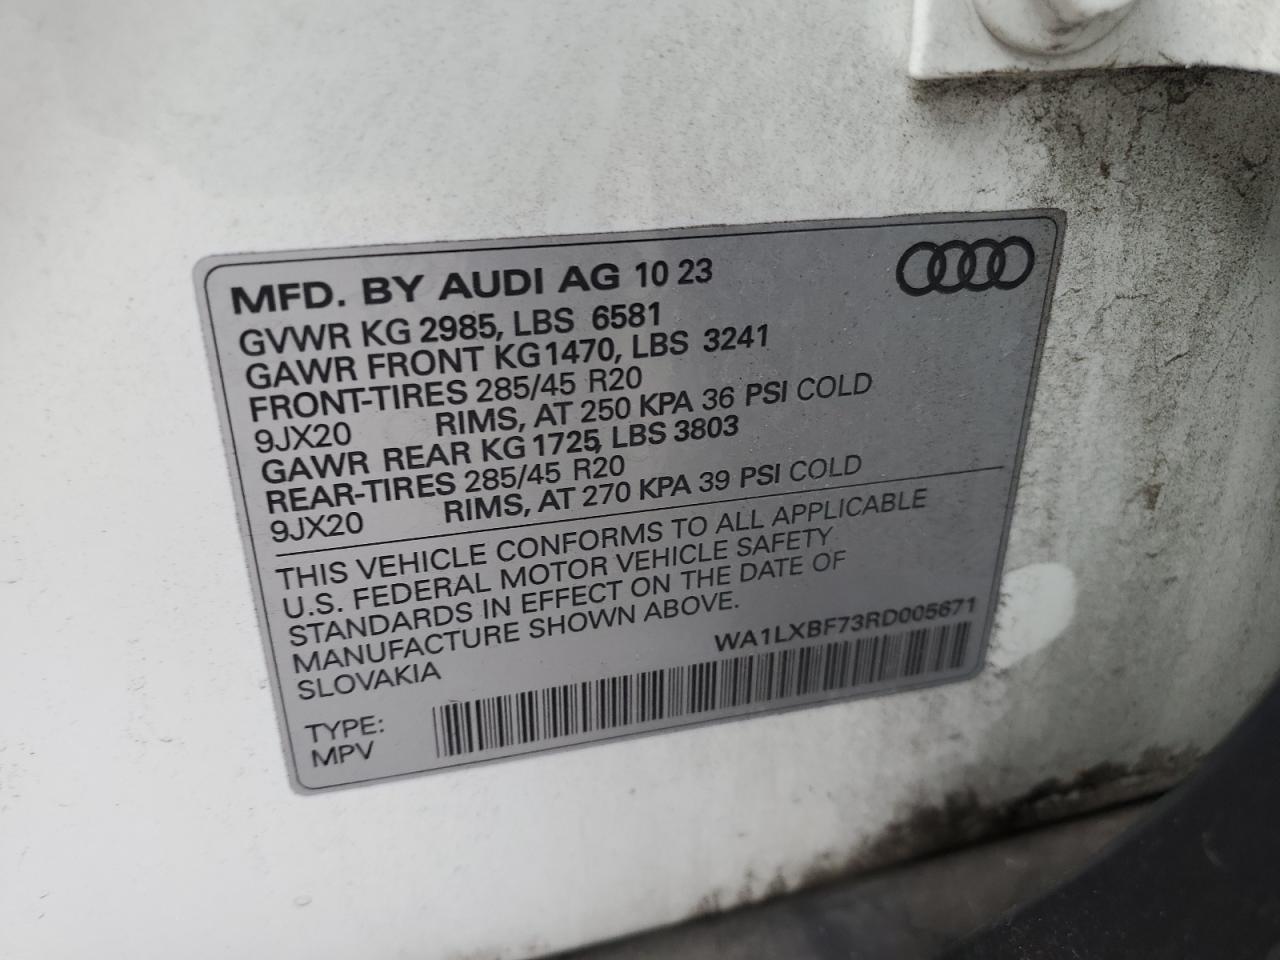 MFD. BY AUDI AG 10 23
GVWR KG 2985, LBS 6581
GAWR FRONT KG1470, LBS 3241
FRONT-TIRES 285/45 R20
9JX20 RIMS, AT 250 KPA 36 PSI COLD
GAWR REAR KG 1725, LBS 3803
REAR-TIRES 285/45 R20
9JX20 RIMS, AT 270 KPA 39 PSI COLD
THIS VEHICLE CONFORMS TO ALL APPLICABLE
U.S. FEDERAL MOTOR VEHICLE SAFETY
STANDARDS IN EFFECT ON THE DATE OF
MANUFACTURE SHOWN ABOVE.
SLOVAKIA
WA1LXBF73RD005671
TYPE:
MPV